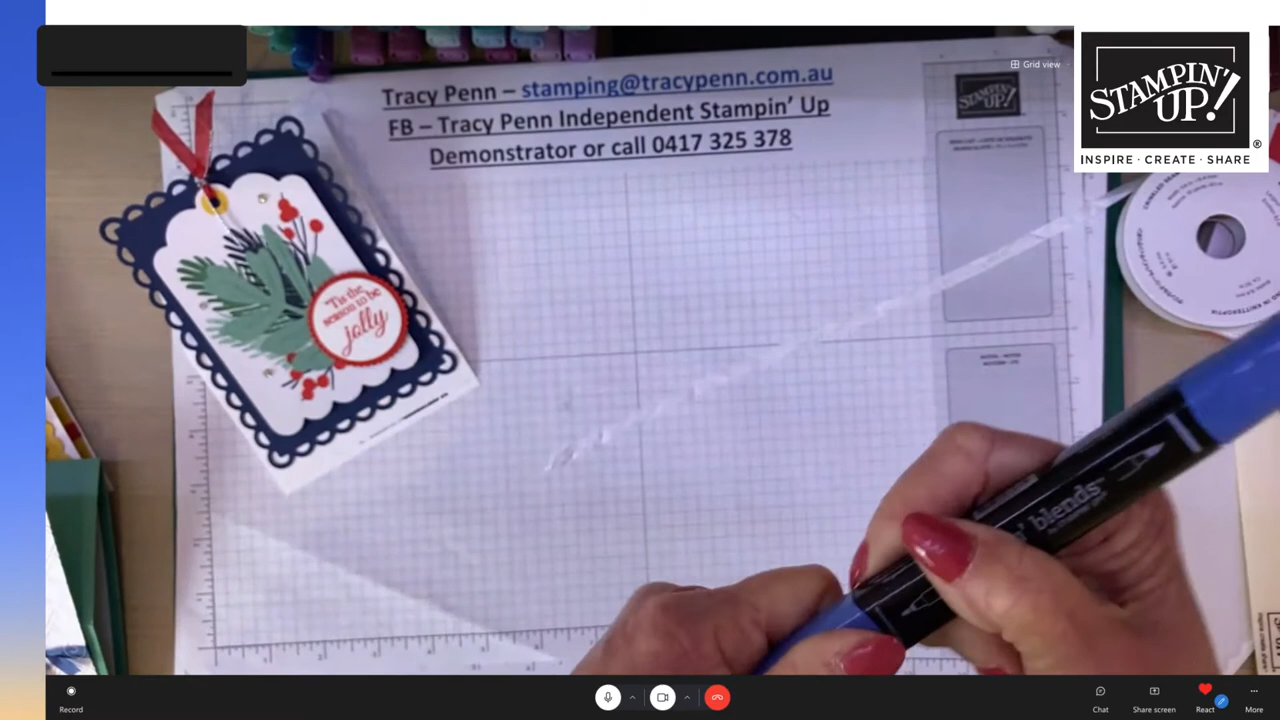 Grid view
STAMPIN' UP!®
INSPIRE · CREATE · SHARE
Tracy Penn – stamping@tracypenn.com.au
FB – Tracy Penn Independent Stampin' Up
Demonstrator or call 0417 325 378
STAMPIN' UP!
'Tis the
season to be
jolly
blends
Record
Chat
Share screen
React
More